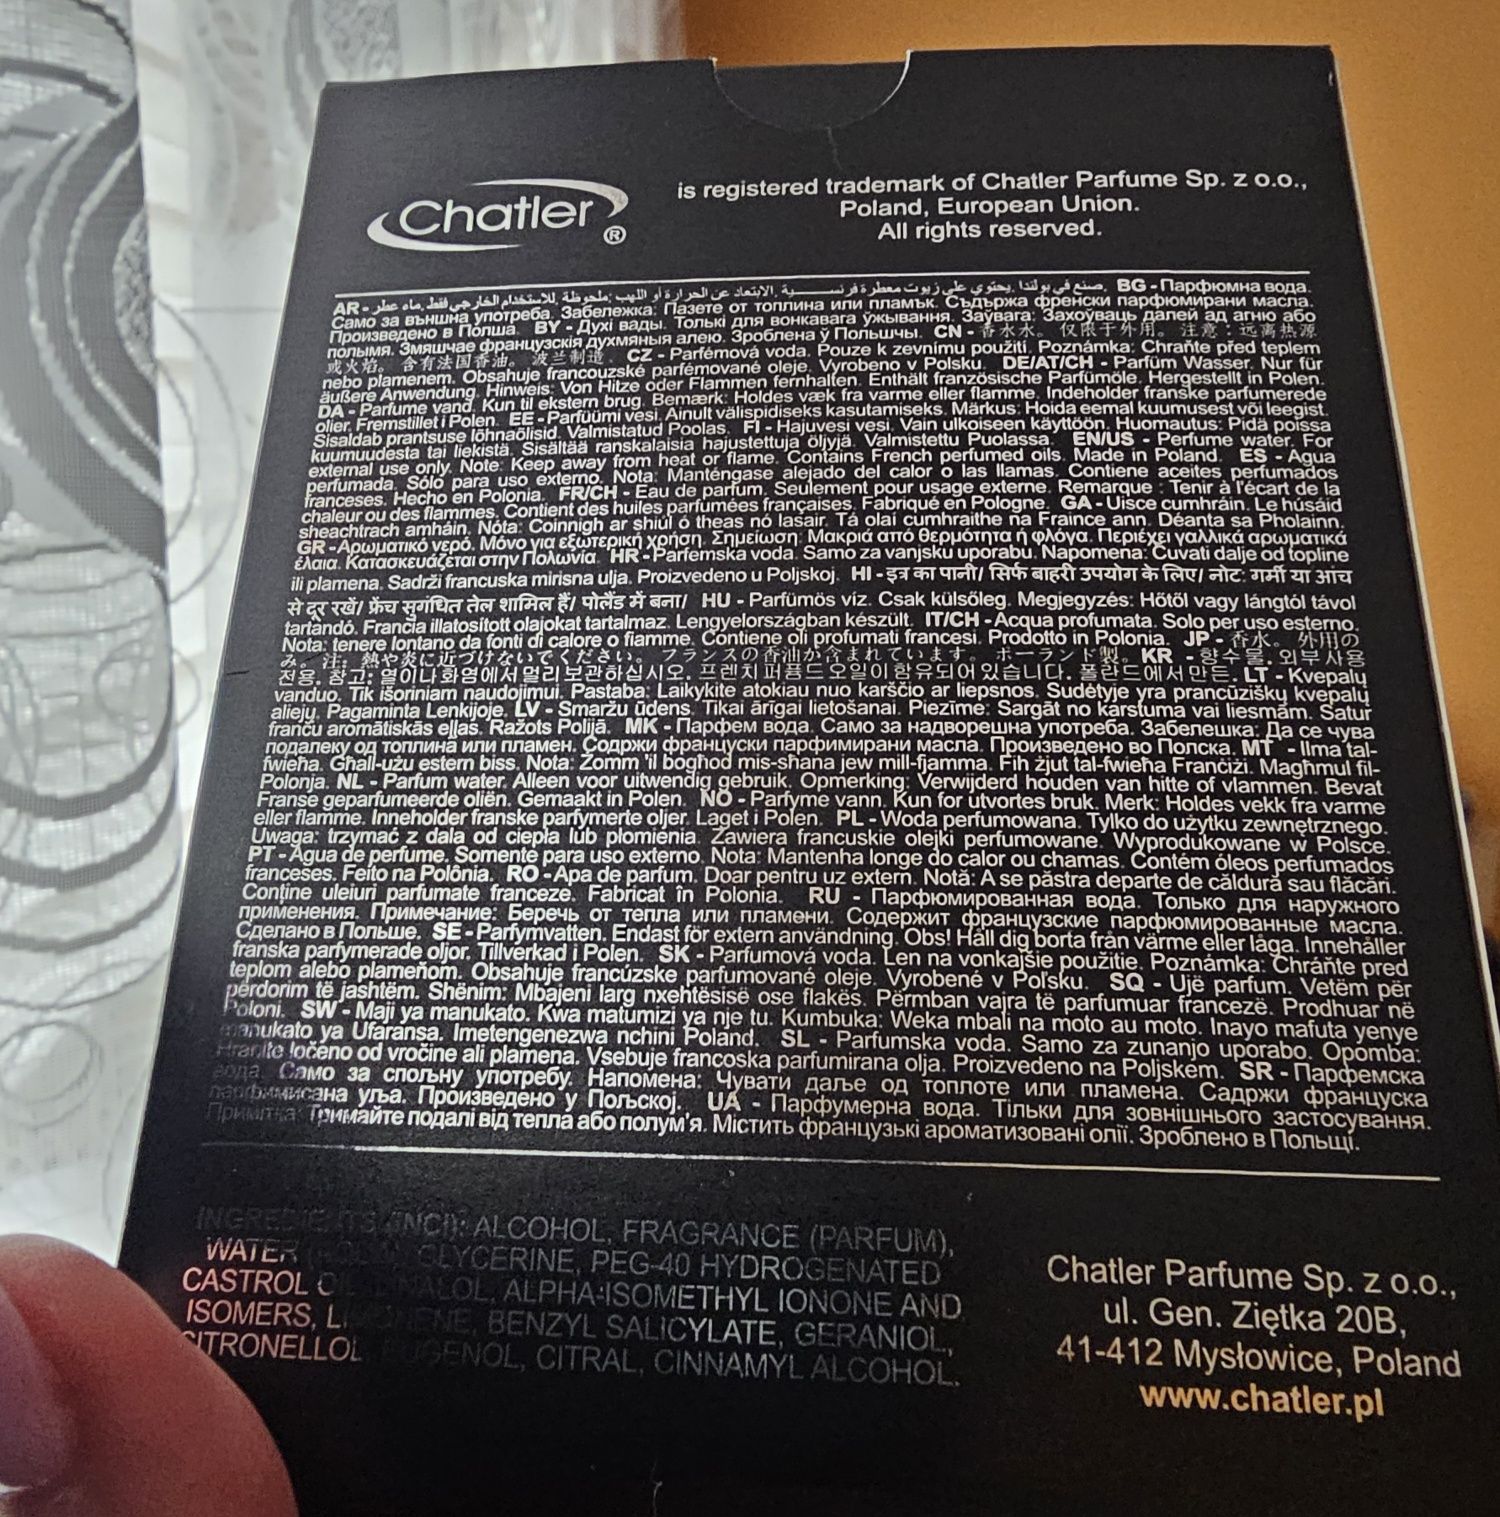 Chatler ®
is registered trademark of Chatler Parfume Sp. z o.o.,
Poland, European Union.
All rights reserved.
AR - ماء عطر. للاستخدام الخارجي فقط. ملحوظة: الابتعاد عن الحرارة أو اللهب. يحتوي على زيوت معطرة فرنسية. صنع في بولندا. BG - Парфюмна вода.
Само за външна употреба. Забележка: Пазете от топлина или пламък. Съдържа френски парфюмирани масла.
Произведено в Полша. BY - Духі вады. Толькі для вонкавага ўжывання. Заўвага: Захоўваць далей ад агню або
полымя. Змяшчае французскія духмяныя алею. Зроблена ў Польшчы. CN - 香水水。 仅限于外用。 注意：远离热源
或火焰。 含有法国香油。 波兰制造. CZ - Parfémová voda. Pouze k zevnímu použití. Poznámka: Chraňte před teplem
nebo plamenem. Obsahuje francouzské parfémované oleje. Vyrobeno v Polsku. DE/AT/CH - Parfüm Wasser. Nur für
äußere Anwendung. Hinweis: Von Hitze oder Flammen fernhalten. Enthält französische Parfümöle. Hergestellt in Polen.
DA - Parfume vand. Kun til ekstern brug. Bemærk: Holdes væk fra varme eller flamme. Indeholder franske parfumerede
olier. Fremstillet i Polen. EE - Parfüümi vesi. Ainult välispidiseks kasutamiseks. Märkus: Hoida eemal kuumusest või leegist.
Sisaldab prantsuse lõhnaõlisid. Valmistatud Poolas. FI - Hajuvesi vesi. Vain ulkoiseen käyttöön. Huomautus: Pidä poissa
kuumuudesta tai liekistä. Sisältää ranskalaisia hajustettuja öljyjä. Valmistettu Puolassa. EN/US - Perfume water. For
external use only. Note: Keep away from heat or flame. Contains French perfumed oils. Made in Poland. ES - Agua
perfumada. Sólo para uso externo. Nota: Manténgase alejado del calor o las llamas. Contiene aceites perfumados
franceses. Hecho en Polonia. FR/CH - Eau de parfum. Seulement pour usage externe. Remarque : Tenir à l'écart de la
chaleur ou des flammes. Contient des huiles parfumées françaises. Fabriqué en Pologne. GA - Uisce cumhráin. Le húsáid
sheachtrach amháin. Nóta: Coinnigh ar shiúl ó theas nó lasair. Tá olaí cumhraithe na Fraince ann. Déanta sa Pholainn.
GR - Αρωματικό νερό. Μόνο για εξωτερική χρήση. Σημείωση: Μακριά από θερμότητα ή φλόγα. Περιέχει γαλλικά αρωματικά
έλαια. Κατασκευάζεται στην Πολωνία. HR - Parfemska voda. Samo za vanjsku uporabu. Napomena: Čuvati dalje od topline
ili plamena. Sadrži francuska mirisna ulja. Proizvedeno u Poljskoj. HI - इत्र का पानी/ सिर्फ बाहरी उपयोग के लिए/ नोट: गर्मी या आंच
से दूर रखें/ फ्रेंच सुगंधित तेल शामिल हैं/ पोलैंड में बना/ HU - Parfümös víz. Csak külsőleg. Megjegyzés: Hőtől vagy lángtól távol
tartandó. Francia illatosított olajokat tartalmaz. Lengyelországban készült. IT/CH - Acqua profumata. Solo per uso esterno.
Nota: tenere lontano da fonti di calore o fiamme. Contiene oli profumati francesi. Prodotto in Polonia. JP - 香水。 外用の
み。 注：熱や炎に近づけないでください。 フランスの香油が含まれています。 ポーランド製。 KR - 향수 물. 외부 사용
전용. 참고: 열이나 화염에서 멀리 보관하십시오. 프렌치 퍼퓸드 오일이 함유되어 있습니다. 폴란드에서 만든. LT - Kvepalų
vanduo. Tik išoriniam naudojimui. Pastaba: Laikykite atokiau nuo karščio ar liepsnos. Sudėtyje yra prancūziškų kvepalų
aliejų. Pagaminta Lenkijoje. LV - Smaržu ūdens. Tikai ārīgai lietošanai. Piezīme: Sargāt no karstuma vai liesmām. Satur
franču aromātiskās eļļas. Ražots Polijā. MK - Парфем вода. Само за надворешна употреба. Забелешка: Да се чува
подалеку од топлина или пламен. Содржи француски парфимирани масла. Произведено во Полска. MT - Ilma tal-
fwieħa. Għall-użu estern biss. Nota: Żomm 'il bogħod mis-sħana jew mill-fjamma. Fih żjut tal-fwieħa Franċiżi. Magħmul fil-
Polonja. NL - Parfum water. Alleen voor uitwendig gebruik. Opmerking: Verwijderd houden van hitte of vlammen. Bevat
Franse geparfumeerde oliën. Gemaakt in Polen. NO - Parfyme vann. Kun for utvortes bruk. Merk: Holdes vekk fra varme
eller flamme. Inneholder franske parfymerte oljer. Laget i Polen. PL - Woda perfumowana. Tylko do użytku zewnętrznego.
Uwaga: trzymać z dala od ciepła lub płomienia. Zawiera francuskie olejki perfumowane. Wyprodukowane w Polsce.
PT - Água de perfume. Somente para uso externo. Nota: Mantenha longe do calor ou chamas. Contém óleos perfumados
franceses. Feito na Polônia. RO - Apa de parfum. Doar pentru uz extern. Notă: A se păstra departe de căldură sau flăcări.
Conține uleiuri parfumate franceze. Fabricat în Polonia. RU - Парфюмированная вода. Только для наружного
применения. Примечание: Беречь от тепла или пламени. Содержит французские парфюмированные масла.
Сделано в Польше. SE - Parfymvatten. Endast för extern användning. Obs! Håll dig borta från värme eller låga. Innehåller
franska parfymerade oljor. Tillverkad i Polen. SK - Parfumová voda. Len na vonkajšie použitie. Poznámka: Chráňte pred
teplom alebo plameňom. Obsahuje francúzske parfumované oleje. Vyrobené v Poľsku. SQ - Ujë parfum. Vetëm për
përdorim të jashtëm. Shënim: Mbajeni larg nxehtësisë ose flakës. Përmban vajra të parfumuar francezë. Prodhuar në
Poloni. SW - Maji ya manukato. Kwa matumizi ya nje tu. Kumbuka: Weka mbali na moto au moto. Inayo mafuta yenye
manukato ya Ufaransa. Imetengenezwa nchini Poland. SL - Parfumska voda. Samo za zunanjo uporabo. Opomba:
Hranite ločeno od vročine ali plamena. Vsebuje francoska parfumirana olja. Proizvedeno na Poljskem. SR - Парфемска
вода. Само за спољну употребу. Напомена: Чувати даље од топлоте или пламена. Садржи француска
парфимисана уља. Произведено у Пољској. UA - Парфумерна вода. Тільки для зовнішнього застосування.
Примітка: Тримайте подалі від тепла або полум'я. Містить французькі ароматизовані олії. Зроблено в Польщі.
INGREDIENTS (INCI): ALCOHOL, FRAGRANCE (PARFUM),
WATER GLYCERINE, PEG-40 HYDROGENATED
CASTROL LINALOL, ALPHA-ISOMETHYL IONONE AND
ISOMERS, LIMONENE, BENZYL SALICYLATE, GERANIOL,
CITRONELLOL, EUGENOL, CITRAL, CINNAMYL ALCOHOL.
Chatler Parfume Sp. z o.o.,
ul. Gen. Ziętka 20B,
41-412 Mysłowice, Poland
www.chatler.pl